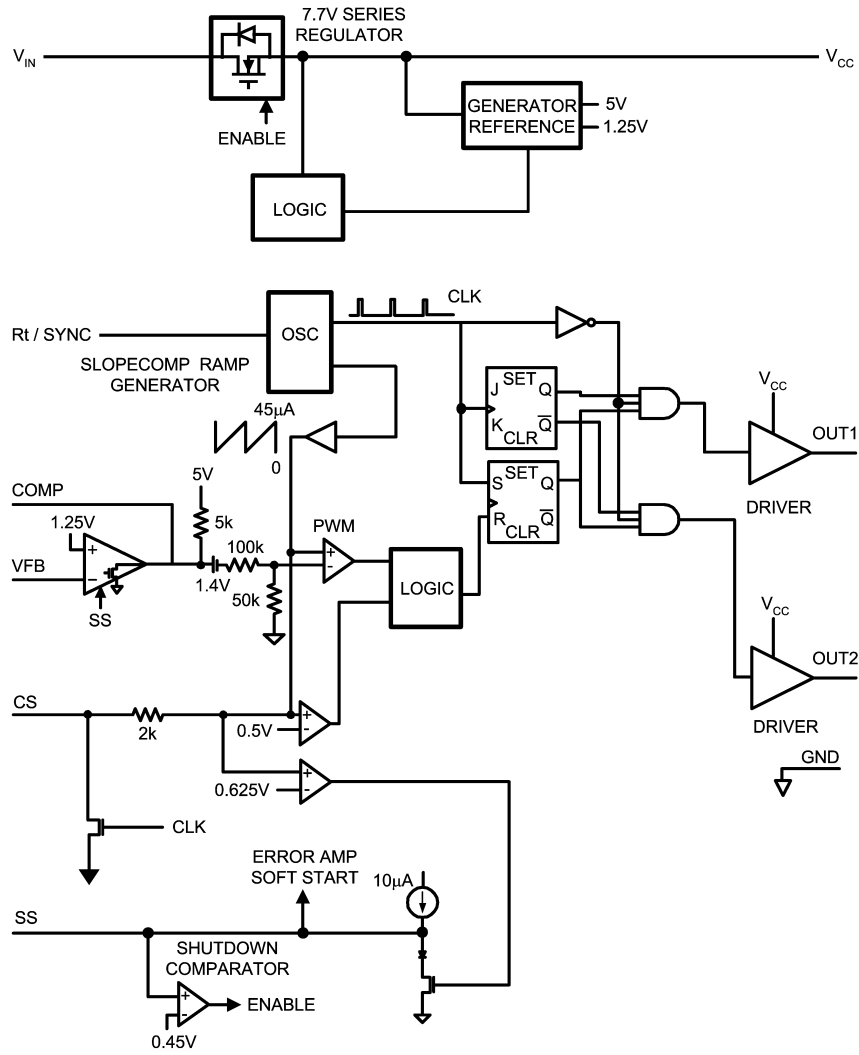 7.7V SERIES
REGULATOR
V_IN
V_CC
ENABLE
GENERATOR
REFERENCE
5V
1.25V
LOGIC
CLK
Rt / SYNC
OSC
SLOPECOMP RAMP
GENERATOR
45μA
0
J SET Q
K Q̅
CLR
V_CC
OUT1
DRIVER
S SET Q
R Q̅
CLR
5V
COMP
5k
1.25V
+
PWM
100k
+
-
VFB
−
1.4V
LOGIC
50k
SS
V_CC
OUT2
DRIVER
CS
2k
+
0.5V
-
GND
+
0.625V
-
CLK
ERROR AMP
SOFT START
10μA
SS
SHUTDOWN
COMPARATOR
+
-
ENABLE
0.45V